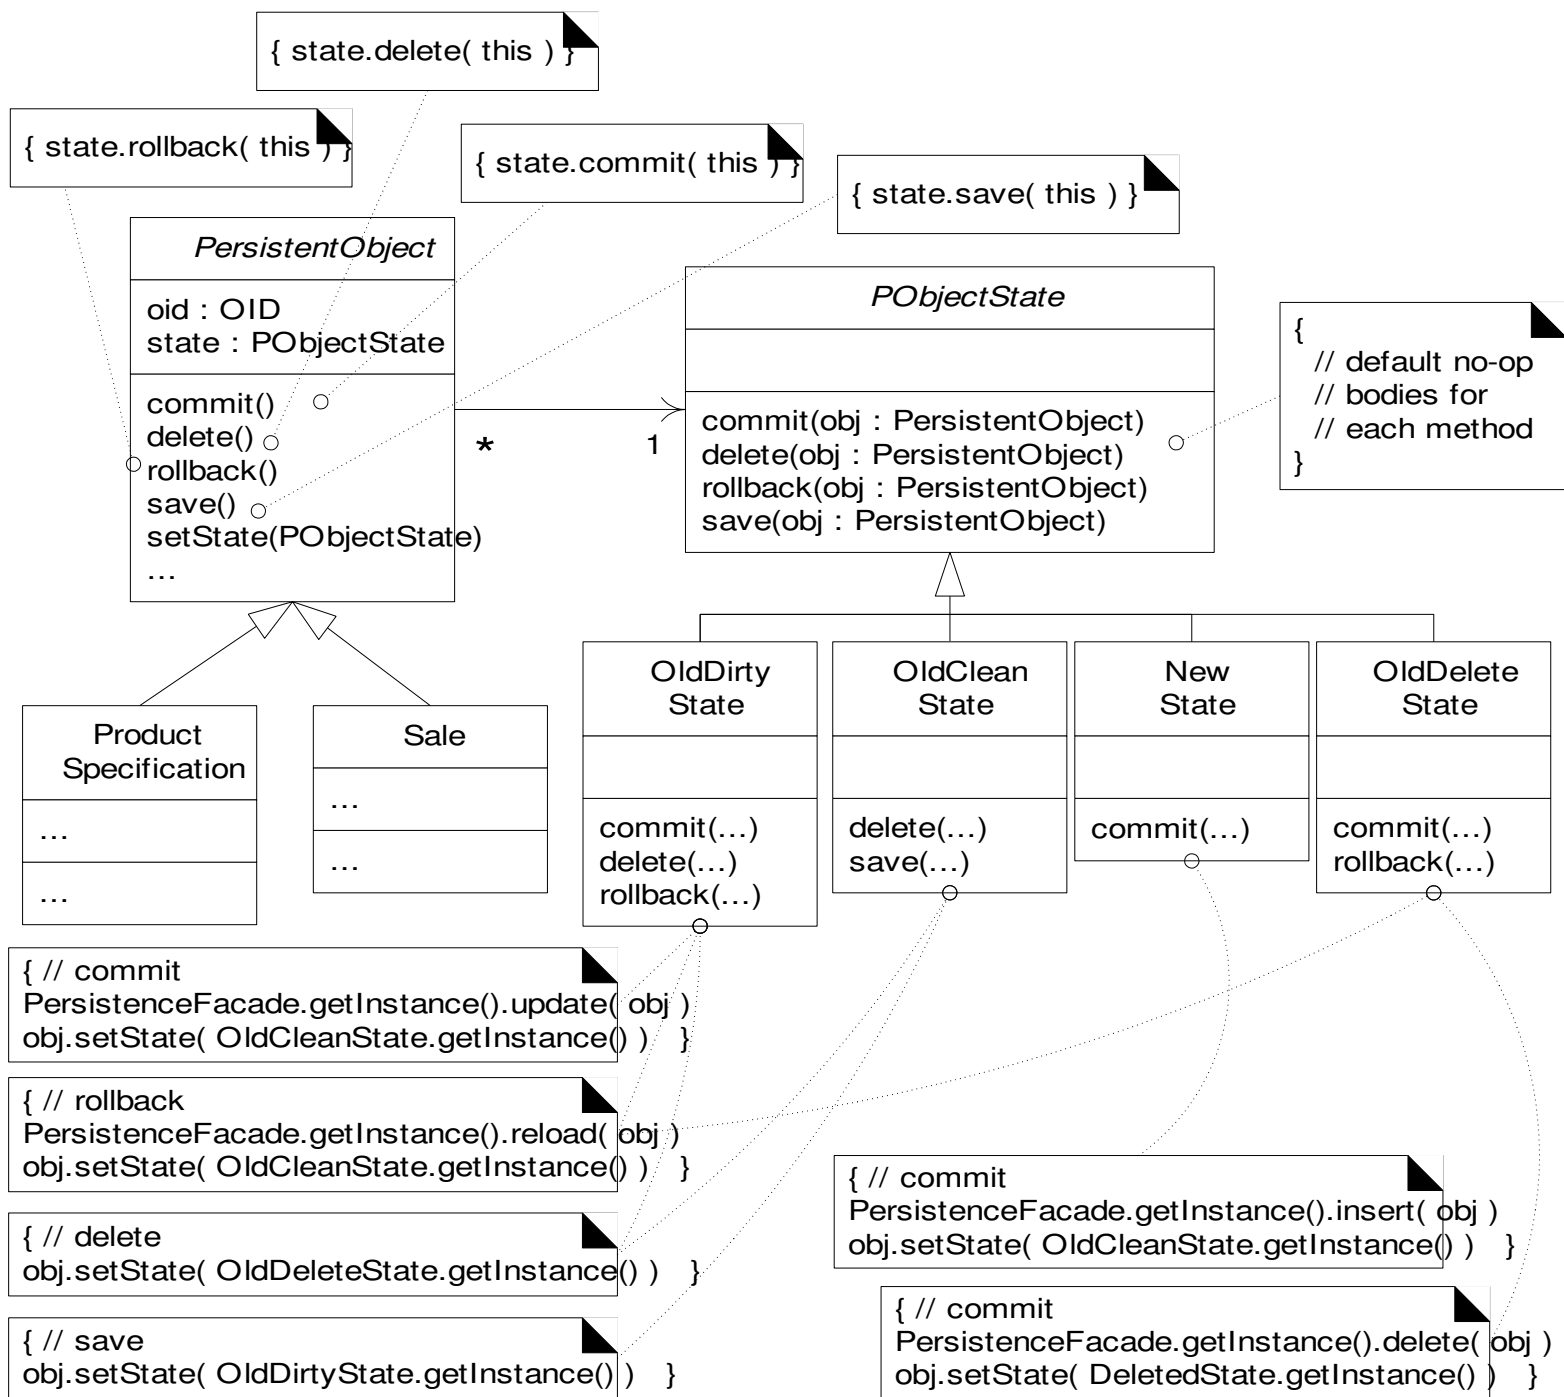 { state.delete( this ) }
{ state.rollback( this ) }
{ state.commit( this ) }
{ state.save( this ) }
PersistentObject
oid : OID
state : PObjectState
commit()
delete()
rollback()
save()
setState(PObjectState)
...
*
1
PObjectState
commit(obj : PersistentObject)
delete(obj : PersistentObject)
rollback(obj : PersistentObject)
save(obj : PersistentObject)
{
// default no-op
// bodies for
// each method
}
Product
Specification
...
...
Sale
...
...
OldDirty
State
commit(...)
delete(...)
rollback(...)
OldClean
State
delete(...)
save(...)
New
State
commit(...)
OldDelete
State
commit(...)
rollback(...)
{ // commit
PersistenceFacade.getInstance().update( obj )
obj.setState( OldCleanState.getInstance() ) }
{ // rollback
PersistenceFacade.getInstance().reload( obj )
obj.setState( OldCleanState.getInstance() ) }
{ // delete
obj.setState( OldDeleteState.getInstance() ) }
{ // save
obj.setState( OldDirtyState.getInstance() ) }
{ // commit
PersistenceFacade.getInstance().insert( obj )
obj.setState( OldCleanState.getInstance() ) }
{ // commit
PersistenceFacade.getInstance().delete( obj )
obj.setState( DeletedState.getInstance() ) }